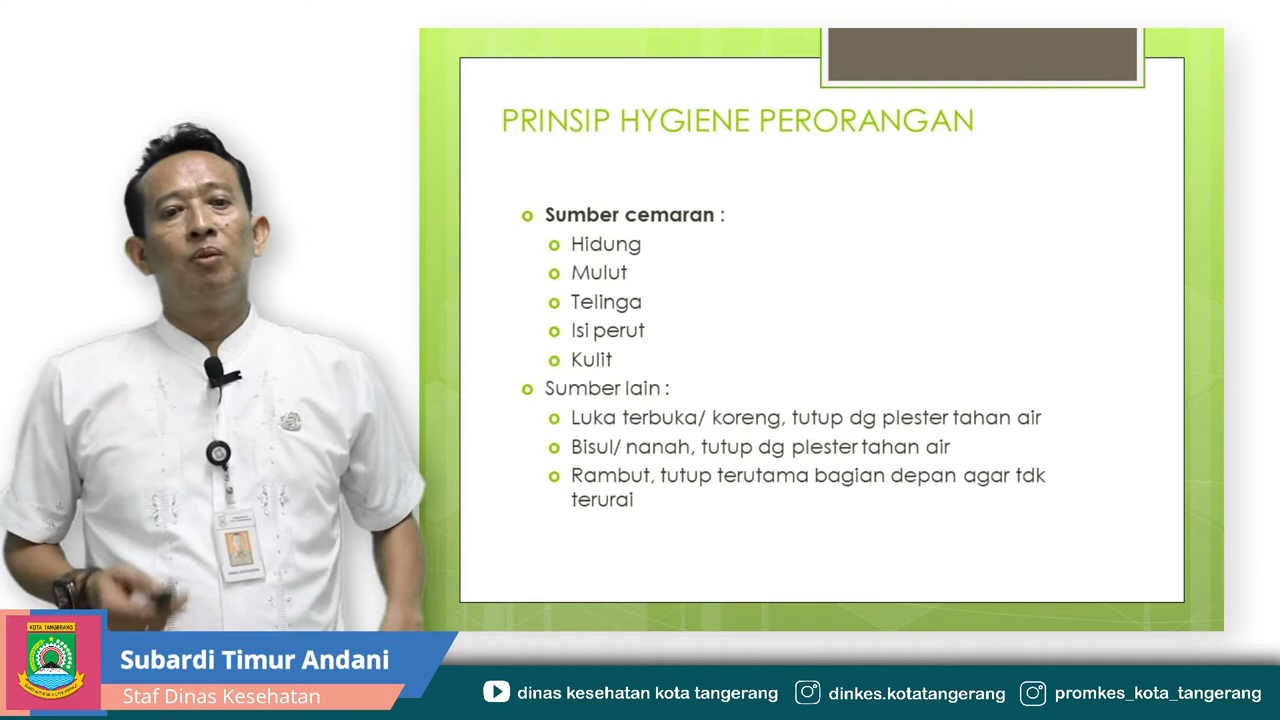 PRINSIP HYGIENE PERORANGAN
Sumber cemaran :
Hidung
Mulut
Telinga
Isi perut
Kulit
Sumber lain :
Luka terbuka/ koreng, tutup dg plester tahan air
Bisul/ nanah, tutup dg plester tahan air
Rambut, tutup terutama bagian depan agar tdk
terurai
KOTA TANGERANG
Subardi Timur Andani
Staf Dinas Kesehatan
dinas kesehatan kota tangerang
dinkes.kotatangerang
promkes_kota_tangerang